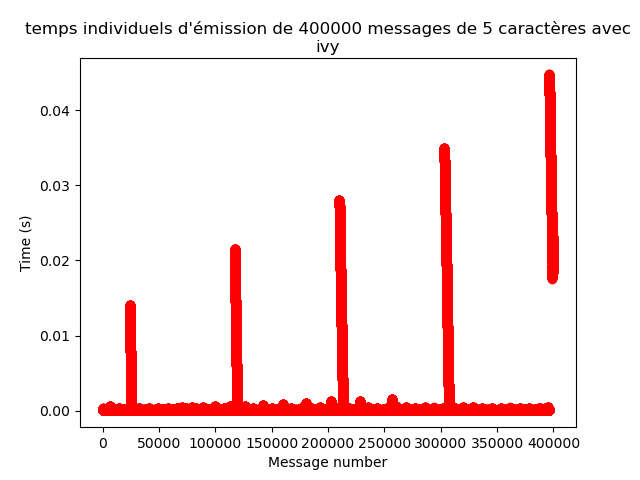 temps individuels d'émission de 400000 messages de 5 caractères avec
ivy
0.04
0.03
0.02
0.01
0.00
Time (s)
0 50000 100000 150000 200000 250000 300000 350000 400000
Message number